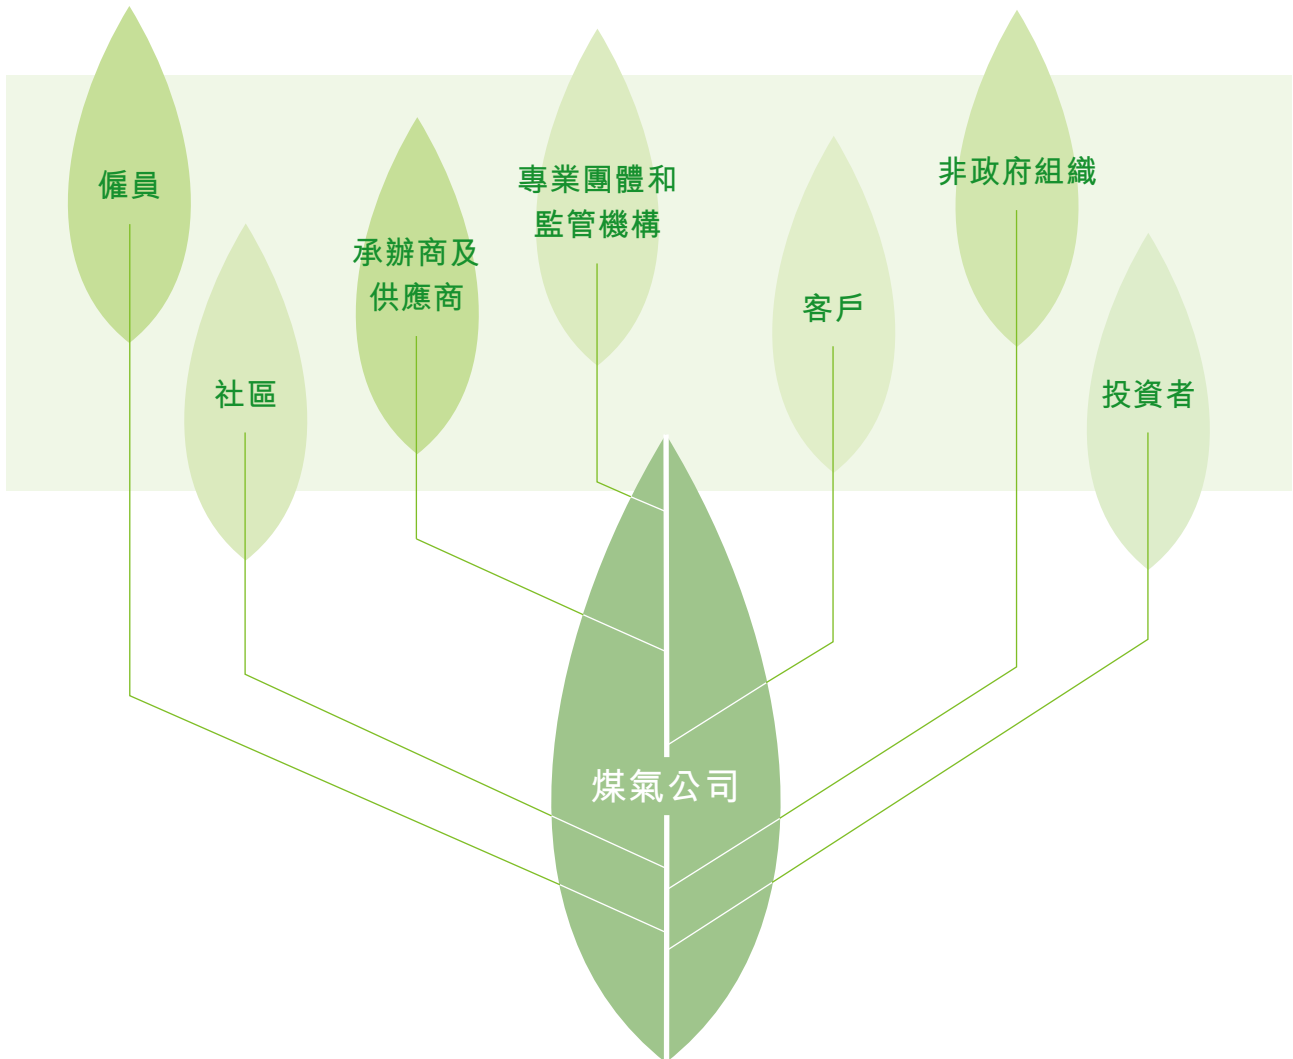 僱員
社區
承辦商及
供應商
專業團體和
監管機構
客戶
非政府組織
投資者
煤氣公司